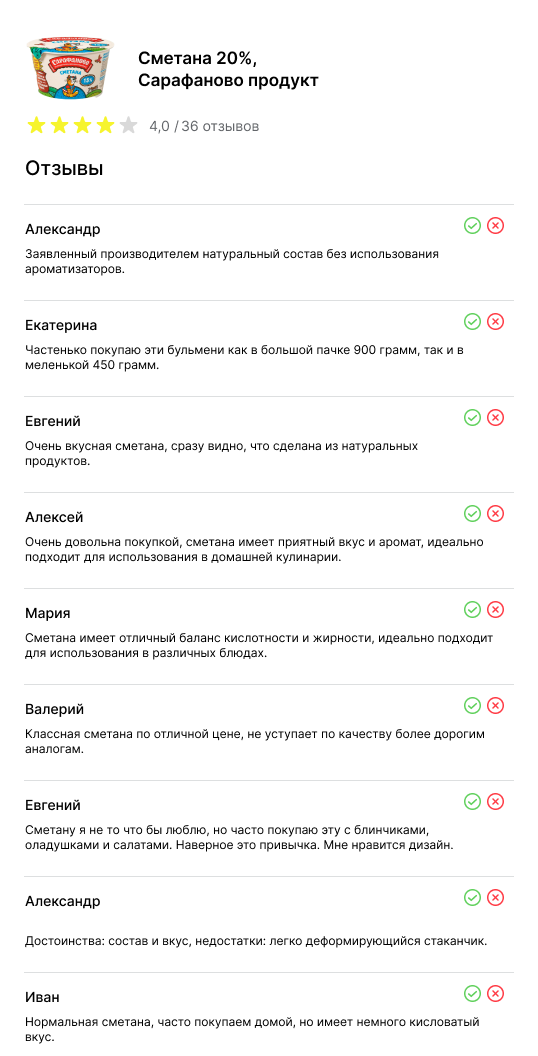 Сарафаново
СМЕТАНА
Сметана 20%,
Сарафаново продукт
4,0 / 36 отзывов
Отзывы
Александр
Заявленный производителем натуральный состав без использования
ароматизаторов.
Екатерина
Частенько покупаю эти бульмени как в большой пачке 900 грамм, так и в
меленькой 450 грамм.
Евгений
Очень вкусная сметана, сразу видно, что сделана из натуральных
продуктов.
Алексей
Очень довольна покупкой, сметана имеет приятный вкус и аромат, идеально
подходит для использования в домашней кулинарии.
Мария
Сметана имеет отличный баланс кислотности и жирности, идеально подходит
для использования в различных блюдах.
Валерий
Классная сметана по отличной цене, не уступает по качеству более дорогим
аналогам.
Евгений
Сметану я не то что бы люблю, но часто покупаю эту с блинчиками,
оладушками и салатами. Наверное это привычка. Мне нравится дизайн.
Александр
Достоинства: состав и вкус, недостатки: легко деформирующийся стаканчик.
Иван
Нормальная сметана, часто покупаем домой, но имеет немного кисловатый
вкус.